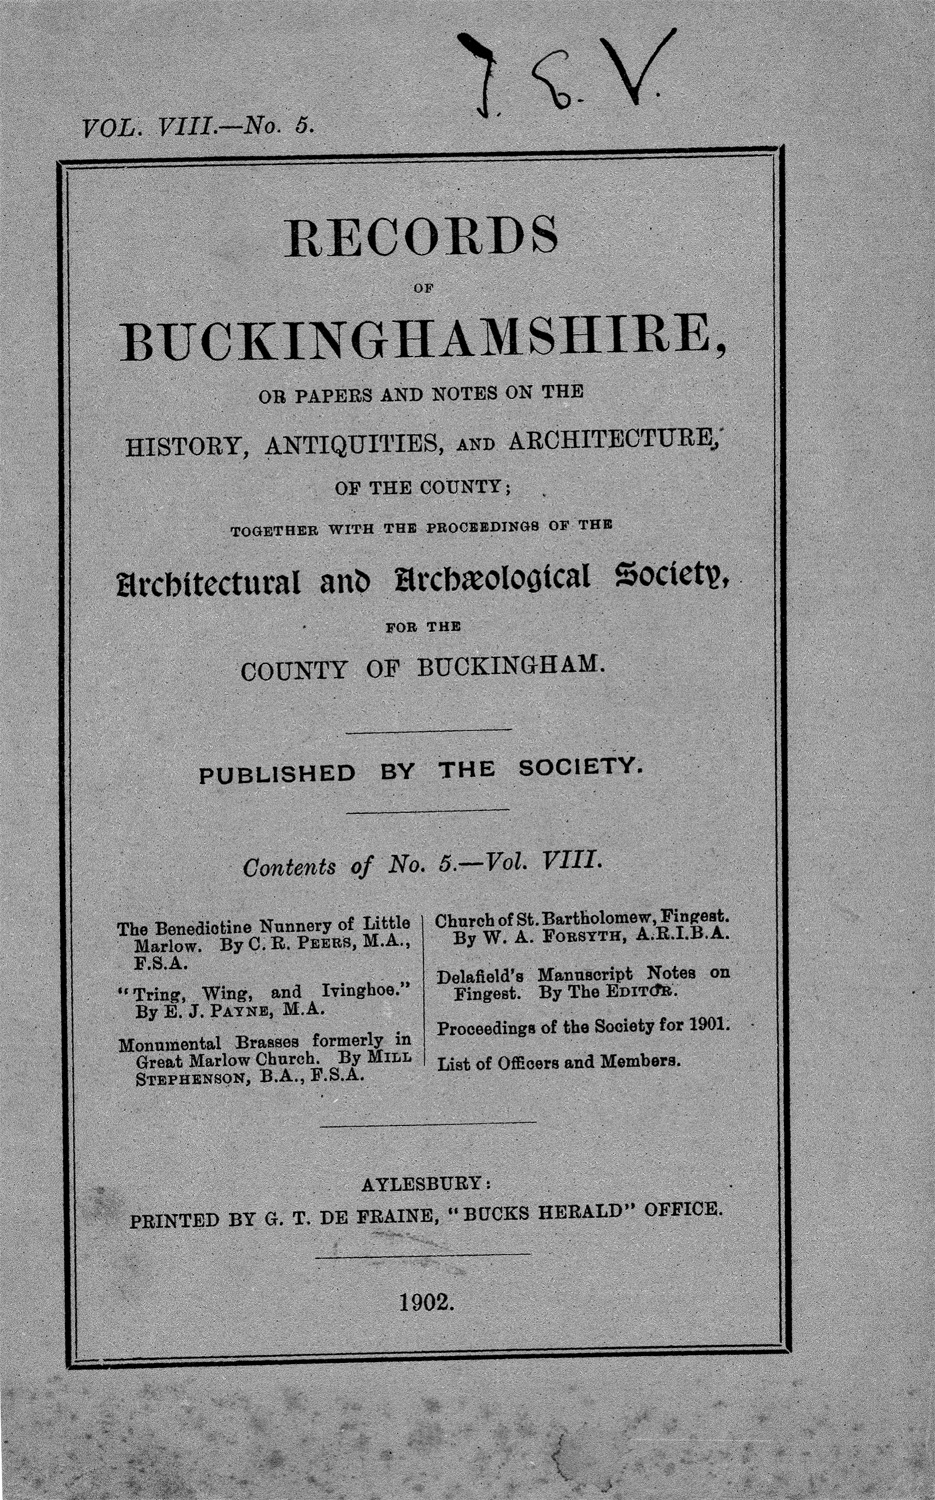 J. E. V.
VOL. VIII.—No. 5.
RECORDS
OF
BUCKINGHAMSHIRE,
OR PAPERS AND NOTES ON THE
HISTORY, ANTIQUITIES, AND ARCHITECTURE,
OF THE COUNTY;
TOGETHER WITH THE PROCEEDINGS OF THE
Architectural and Archæological Society,
FOR THE
COUNTY OF BUCKINGHAM.
PUBLISHED BY THE SOCIETY.
Contents of No. 5.—Vol. VIII.
The Benedictine Nunnery of Little
Marlow. By C. R. PEERS, M.A.,
F.S.A.
"Tring, Wing, and Ivinghoe."
By E. J. PAYNE, M.A.
Monumental Brasses formerly in
Great Marlow Church. By MILL
STEPHENSON, B.A., F.S.A.
Church of St. Bartholomew, Fingest.
By W. A. FORSYTH, A.R.I.B.A.
Delafield's Manuscript Notes on
Fingest. By The EDITOR.
Proceedings of the Society for 1901.
List of Officers and Members.
AYLESBURY:
PRINTED BY G. T. DE FRAINE, "BUCKS HERALD" OFFICE.
1902.